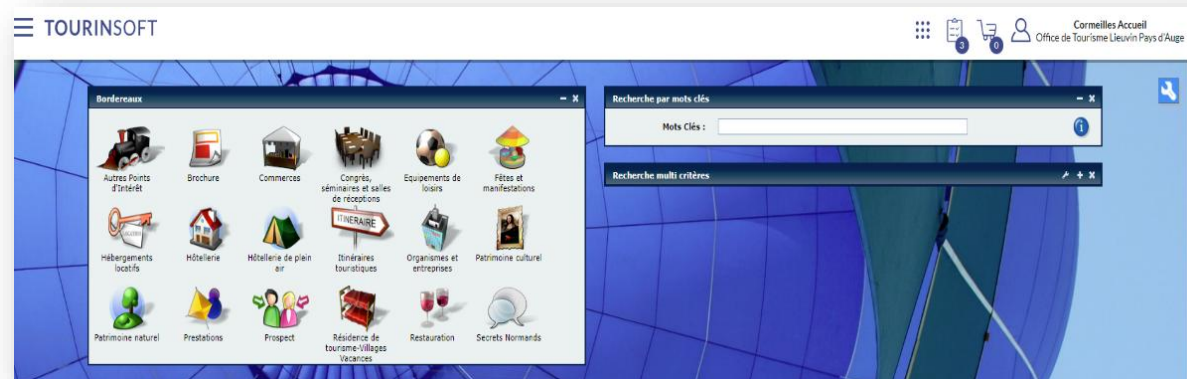 TOURINSOFT
3
0
Cormeilles Accueil
Office de Tourisme Lieuvin Pays d'Auge
Bordereaux
Autres Points
d'Intérêt
Brochure
Commerces
Congrès,
séminaires et salles
de réceptions
Equipements de
loisirs
Fêtes et
manifestations
Hébergements
locatifs
Hôtellerie
Hôtellerie de plein
air
ITINERAIRE
Itinéraires
touristiques
Organismes et
entreprises
Patrimoine culturel
Patrimoine naturel
Prestations
Prospect
Résidence de
tourisme-Villages
Vacances
Restauration
Secrets Normands
Recherche par mots clés
Mots Clés :
Recherche multi critères